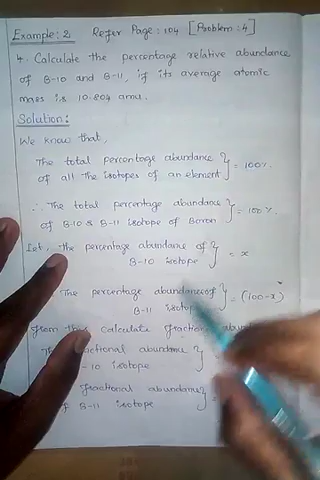 Example: 2 Refer Page: 104 [Problem: 4]
4. Calculate the percentage relative abundance
of B-10 and B-11, if its average atomic
mass is 10.804 amu.
Solution:
We know that,
The total percentage abundance
of all the isotopes of an element } = 100%.
∴ The total percentage abundance
of B-10 & B-11 isotope of Boron } = 100%.
Let, The percentage abundance of
B-10 isotope } = x
The percentage abundance of
B-11 isotope } = (100-x)
From this calculate fractional
fractional abundance
-10 isotope }
fractional abundance
B-11 isotope } =